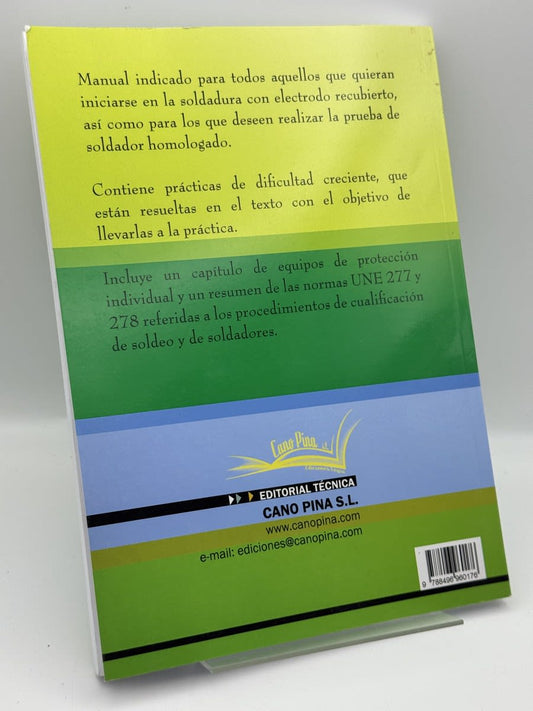 Manual indicado para todos aquellos que quieran
iniciarse en la soldadura con electrodo recubierto,
así como para los que deseen realizar la prueba de
soldador homologado.
Contiene prácticas de dificultad creciente, que
están resueltas en el texto con el objetivo de
llevarlas a la práctica.
Incluye un capítulo de equipos de protección
individual y un resumen de las normas UNE 277 y
278 referidas a los procedimientos de cualificación
de soldeo y de soldadores.
Cano Pina
EDITORIAL TÉCNICA
CANO PINA S.L.
www.canopina.com
e-mail: ediciones@canopina.com
9 788496 960176